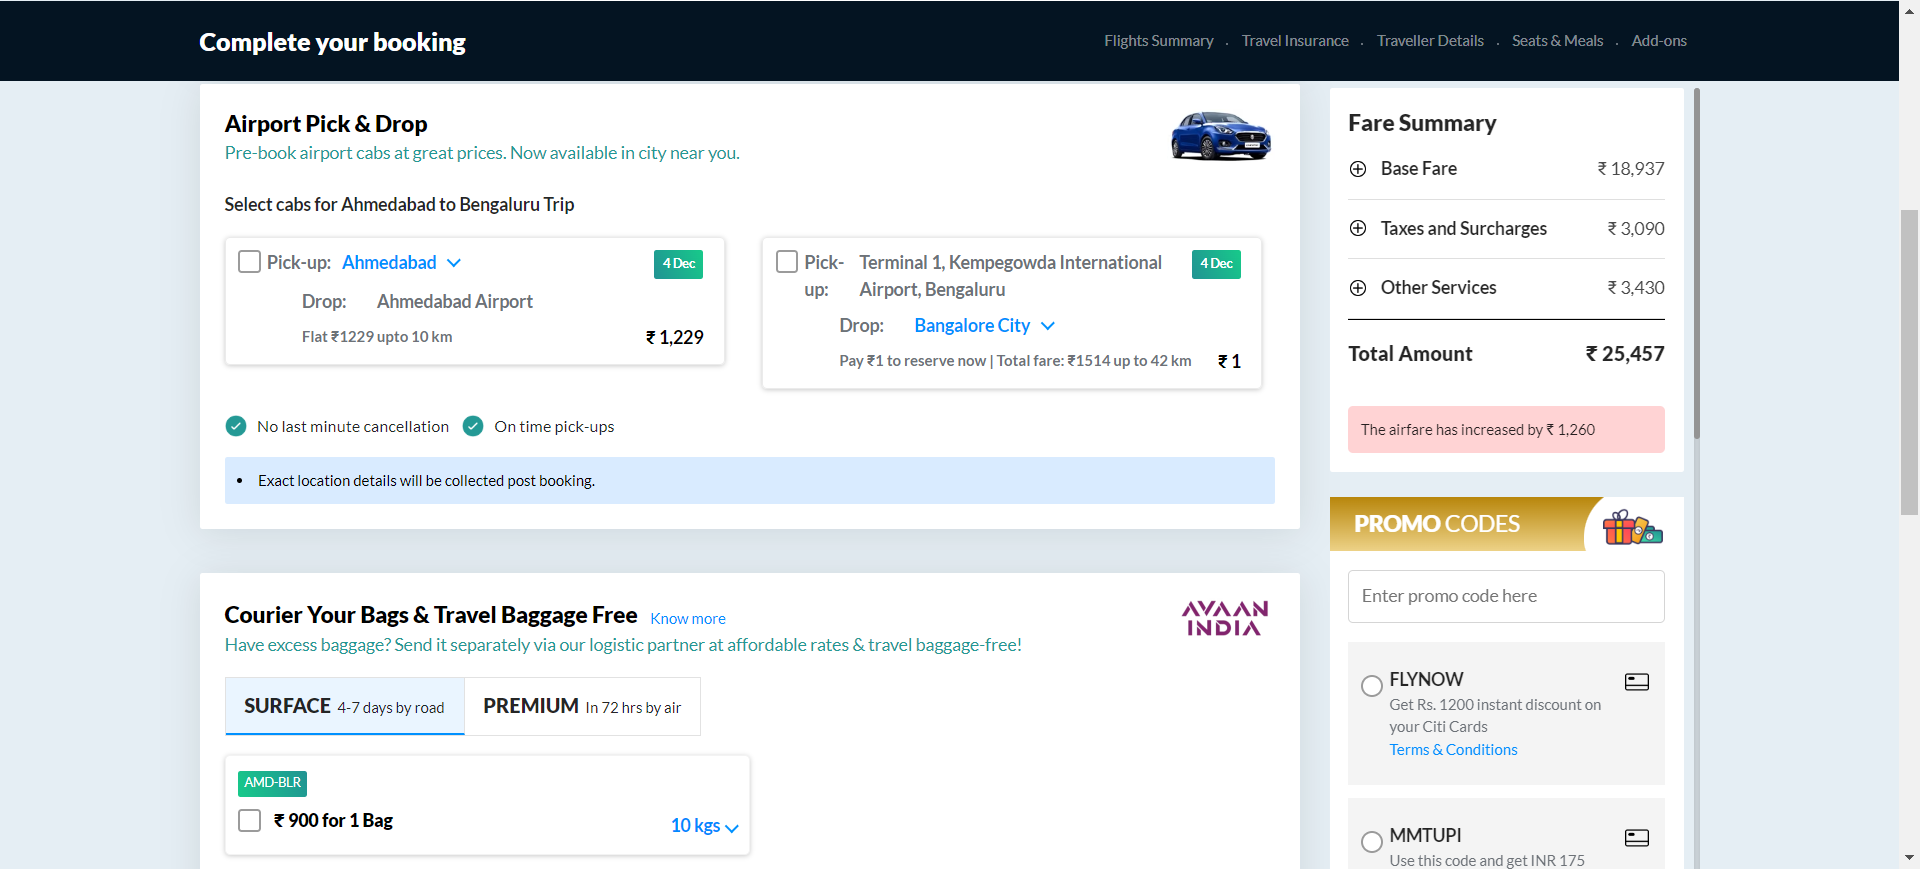 Complete your booking
Flights Summary . Travel Insurance . Traveller Details . Seats & Meals . Add-ons
Airport Pick & Drop
Pre-book airport cabs at great prices. Now available in city near you.
Select cabs for Ahmedabad to Bengaluru Trip
Pick-up: Ahmedabad
4 Dec
Drop: Ahmedabad Airport
Flat ₹1229 upto 10 km
₹ 1,229
Pick-up: Terminal 1, Kempegowda International
Airport, Bengaluru
4 Dec
Drop: Bangalore City
Pay ₹1 to reserve now | Total fare: ₹1514 up to 42 km
₹ 1
No last minute cancellation
On time pick-ups
• Exact location details will be collected post booking.
Courier Your Bags & Travel Baggage Free Know more
Have excess baggage? Send it separately via our logistic partner at affordable rates & travel baggage-free!
AVAAN
INDIA
SURFACE 4-7 days by road
PREMIUM In 72 hrs by air
AMD-BLR
₹ 900 for 1 Bag
10 kgs
Fare Summary
Base Fare ₹ 18,937
Taxes and Surcharges ₹ 3,090
Other Services ₹ 3,430
Total Amount ₹ 25,457
The airfare has increased by ₹ 1,260
PROMO CODES
Enter promo code here
FLYNOW
Get Rs. 1200 instant discount on
your Citi Cards
Terms & Conditions
MMTUPI
Use this code and get INR 175